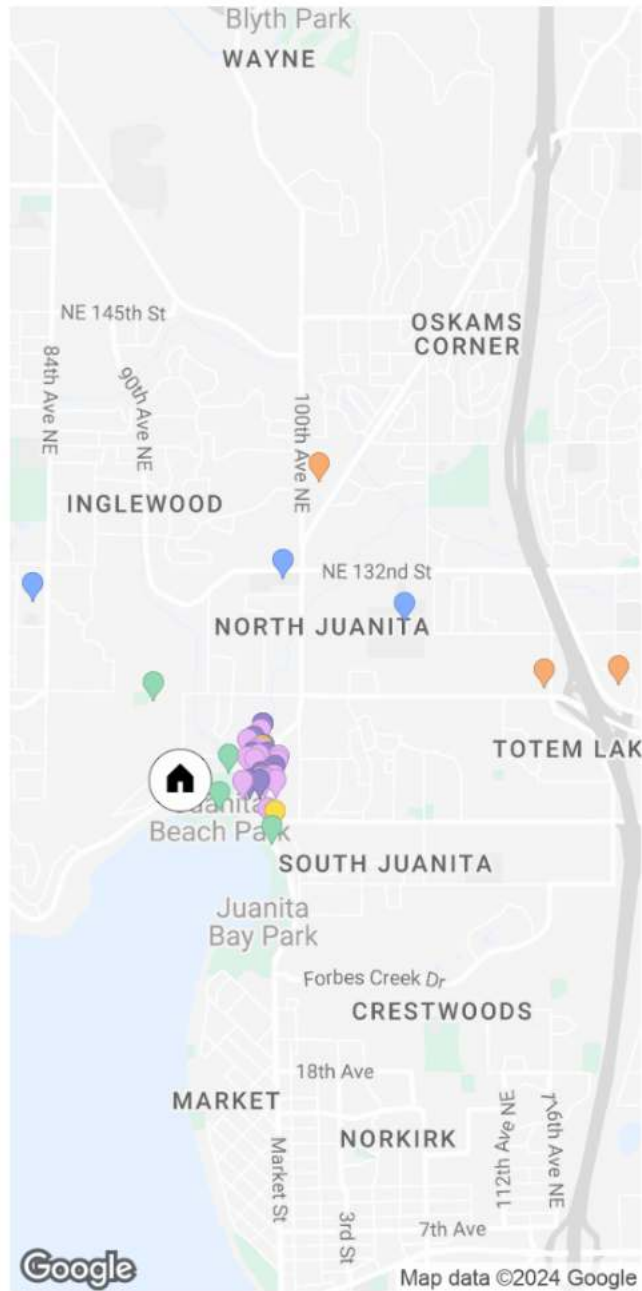 Blyth Park
WAYNE
NE 145th St
OSKAMS
CORNER
84th Ave NE
90th Ave NE
100th Ave NE
INGLEWOOD
NE 132nd St
NORTH JUANITA
TOTEM LAK
Juanita
Beach Park
SOUTH JUANITA
Juanita
Bay Park
Forbes Creek Dr
CRESTWOODS
18th Ave
MARKET
NORKIRK
112th Ave NE
116th Ave NE
Market St
3rd St
7th Ave
Google
Map data ©2024 Google